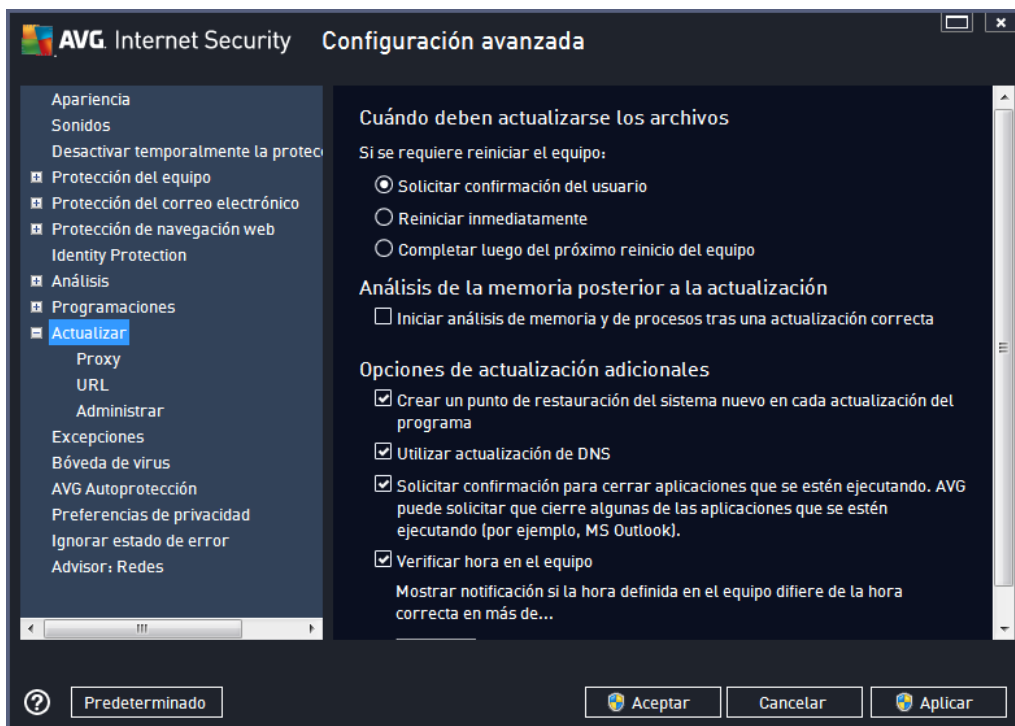 AVG. Internet Security Configuración avanzada
Apariencia
Sonidos
Desactivar temporalmente la protec
Protección del equipo
Protección del correo electrónico
Protección de navegación web
Identity Protection
Análisis
Programaciones
Actualizar
Proxy
URL
Administrar
Excepciones
Bóveda de virus
AVG Autoprotección
Preferencias de privacidad
Ignorar estado de error
Advisor: Redes
Cuándo deben actualizarse los archivos
Si se requiere reiniciar el equipo:
Solicitar confirmación del usuario
Reiniciar inmediatamente
Completar luego del próximo reinicio del equipo
Análisis de la memoria posterior a la actualización
Iniciar análisis de memoria y de procesos tras una actualización correcta
Opciones de actualización adicionales
Crear un punto de restauración del sistema nuevo en cada actualización del
programa
Utilizar actualización de DNS
Solicitar confirmación para cerrar aplicaciones que se estén ejecutando. AVG
puede solicitar que cierre algunas de las aplicaciones que se estén
ejecutando (por ejemplo, MS Outlook).
Verificar hora en el equipo
Mostrar notificación si la hora definida en el equipo difiere de la hora
correcta en más de...
Predeterminado
Aceptar
Cancelar
Aplicar